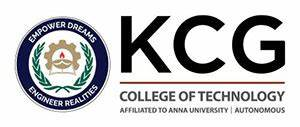 EMPOWER DREAMS
ENGINEER REALITIES
KCG
COLLEGE OF TECHNOLOGY
AFFILIATED TO ANNA UNIVERSITY | AUTONOMOUS